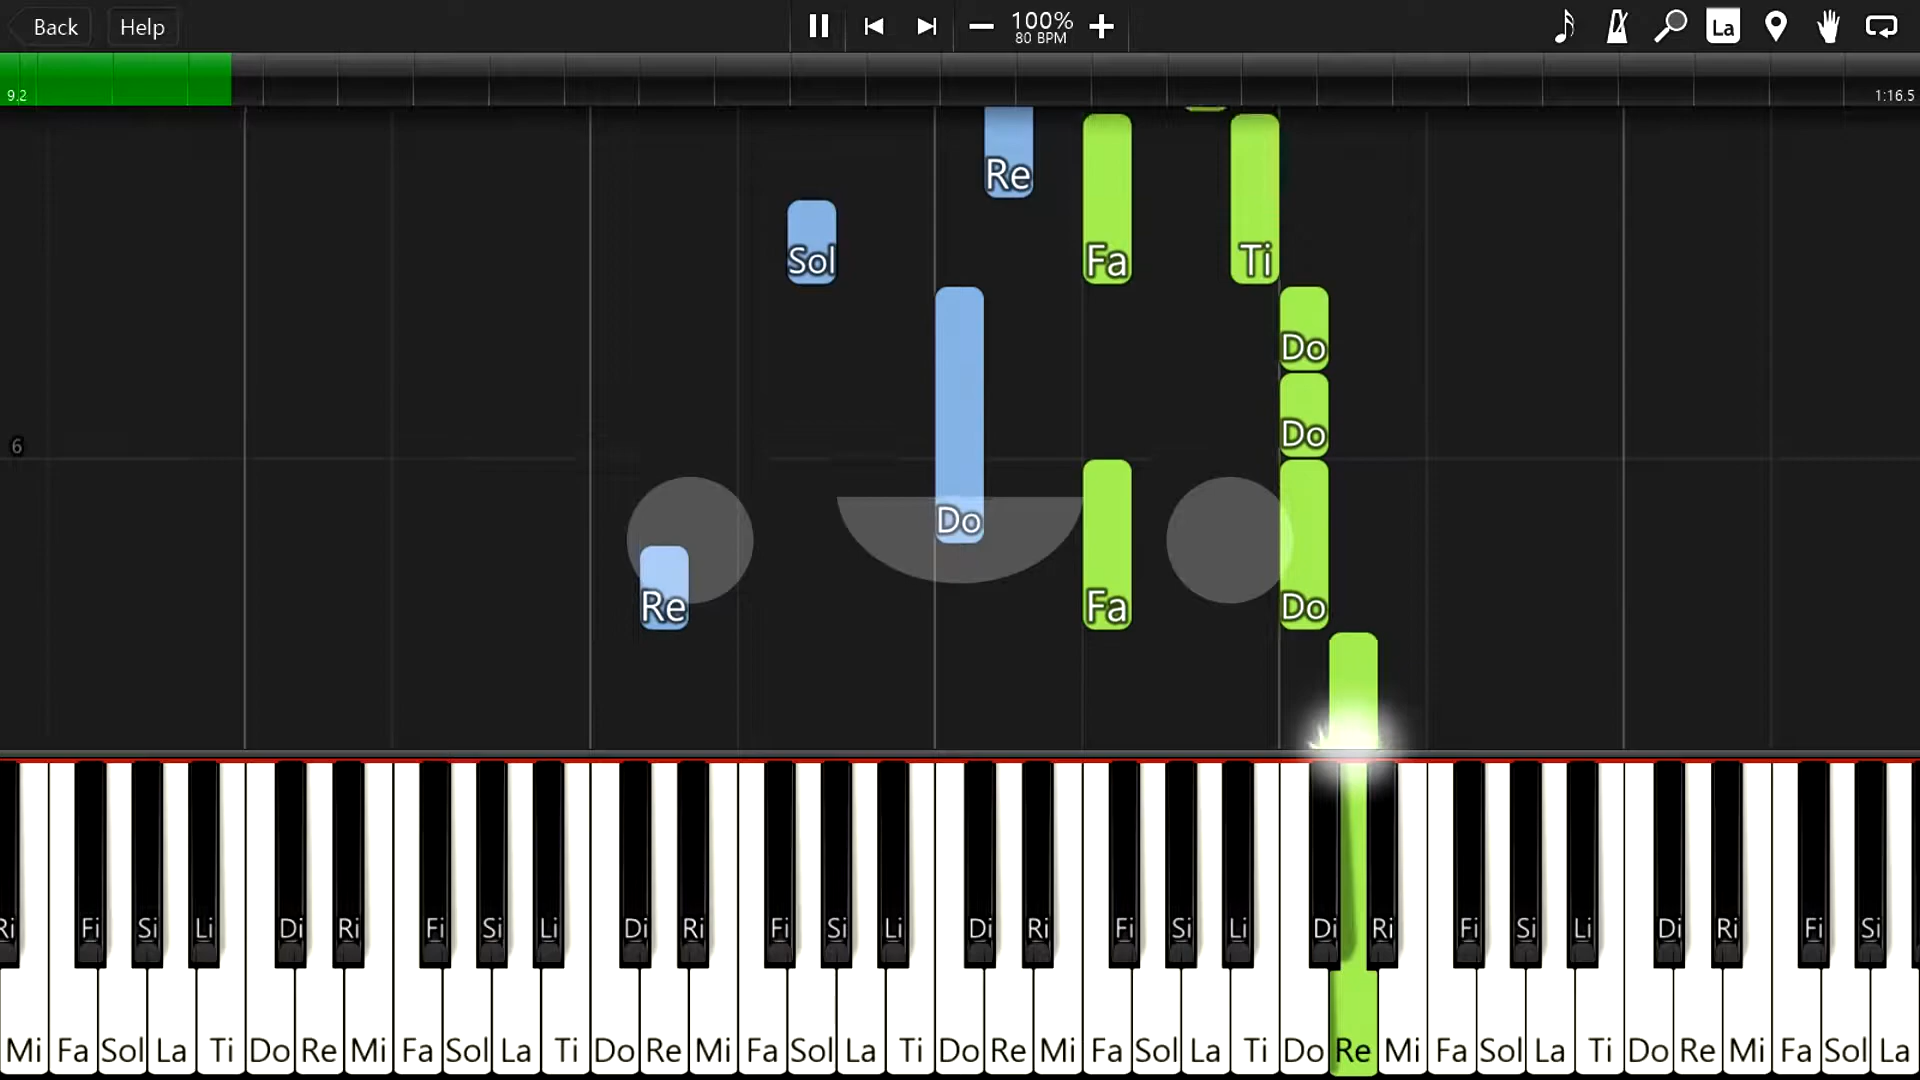 Back Help 100% La
80 BPM
9.2 1:16.5
Re
Sol Fa Ti
Do
Do
6
Do
Re Fa Do
Ri Fi Si Li Di Ri Fi Si Li Di Ri Fi Si Li Di Ri Fi Si Li Di Ri Fi Si Li Di Ri Fi Si
Mi Fa Sol La Ti Do Re Mi Fa Sol La Ti Do Re Mi Fa Sol La Ti Do Re Mi Fa Sol La Ti Do Re Mi Fa Sol La Ti Do Re Mi Fa Sol La